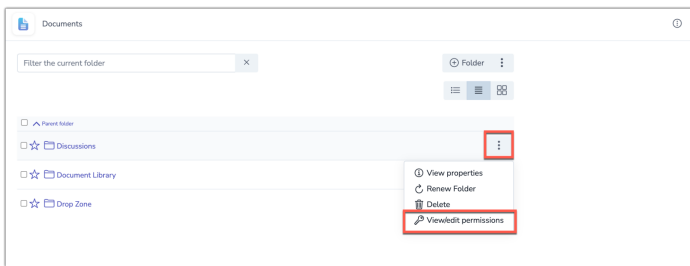 Documents
Filter the current folder
Folder
Parent folder
Discussions
Document Library
Drop Zone
View properties
Renew Folder
Delete
View/edit permissions